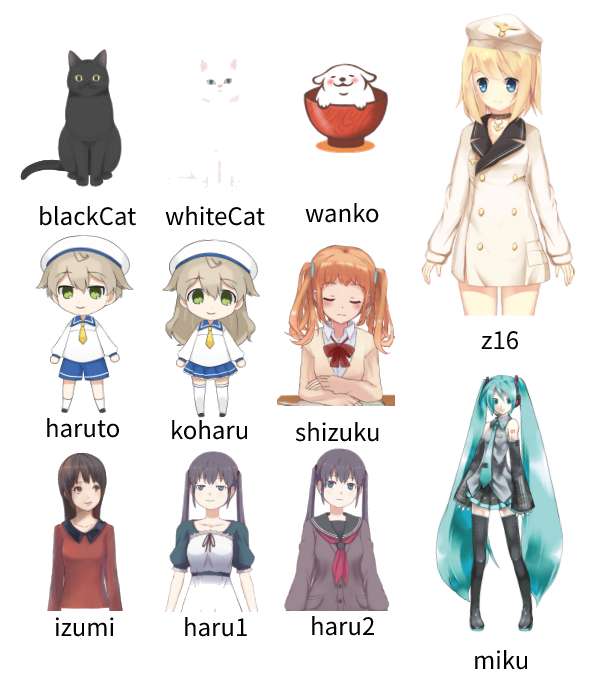 blackCat
whiteCat
wanko
z16
haruto
koharu
shizuku
izumi
haru1
haru2
miku